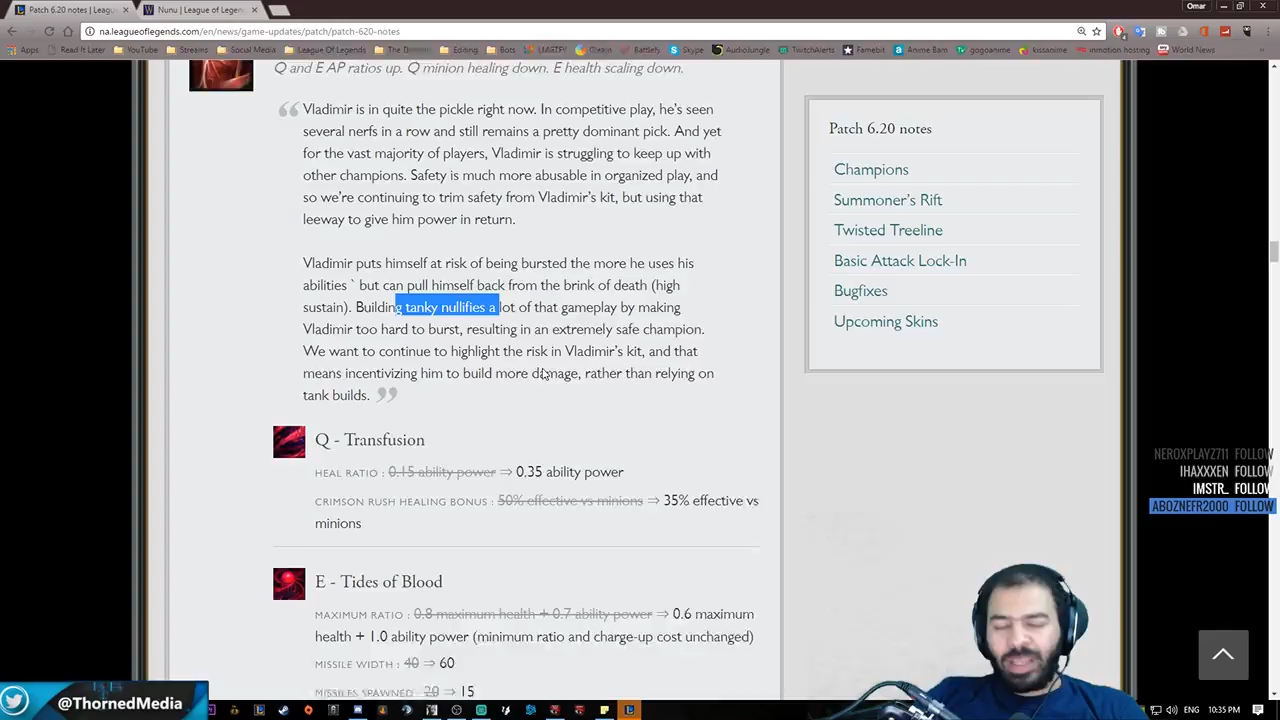 Patch 6.20 notes | Leagu
Nunu | League of Legen
Omar
na.leagueoflegends.com/en/news/game-updates/patch/patch-620-notes
Apps
Read It Later
YouTube
Streams
Social Media
League Of Legends
Editing
Bots
Battlefy
Skype
AudioJungle
TwitchAlerts
Famebit
Anime Bam
gogoanime
kissanime
inmotion hosting
World News
Q and E AP ratios up. Q minion healing down. E health scaling down.
Vladimir is in quite the pickle right now. In competitive play, he's seen
several nerfs in a row and still remains a pretty dominant pick. And yet
for the vast majority of players, Vladimir is struggling to keep up with
other champions. Safety is much more abusable in organized play, and
so we're continuing to trim safety from Vladimir's kit, but using that
leeway to give him power in return.
Vladimir puts himself at risk of being bursted the more he uses his
abilities ` but can pull himself back from the brink of death (high
sustain). Building tanky nullifies a lot of that gameplay by making
Vladimir too hard to burst, resulting in an extremely safe champion.
We want to continue to highlight the risk in Vladimir's kit, and that
means incentivizing him to build more damage, rather than relying on
tank builds.
Q - Transfusion
HEAL RATIO : 0.15 ability power ⇒ 0.35 ability power
CRIMSON RUSH HEALING BONUS : 50% effective vs minions ⇒ 35% effective vs
minions
E - Tides of Blood
MAXIMUM RATIO : 0.8 maximum health + 0.7 ability power ⇒ 0.6 maximum
health + 1.0 ability power (minimum ratio and charge-up cost unchanged)
MISSILE WIDTH : 40 ⇒ 60
MISSILES SPAWNED : 20 ⇒ 15
Patch 6.20 notes
Champions
Summoner's Rift
Twisted Treeline
Basic Attack Lock-In
Bugfixes
Upcoming Skins
NEROXPLAYZ711 FOLLOW
IHAXXXEN FOLLOW
IMSTR_ FOLLOW
ABOZNEFR2000 FOLLOW
@ThornedMedia
ENG
10:35 PM